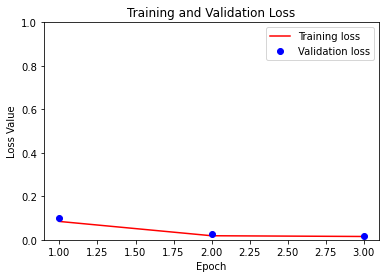 Training and Validation Loss
1.0
0.8
0.6
0.4
0.2
0.0
Loss Value
Training loss
Validation loss
1.00 1.25 1.50 1.75 2.00 2.25 2.50 2.75 3.00
Epoch